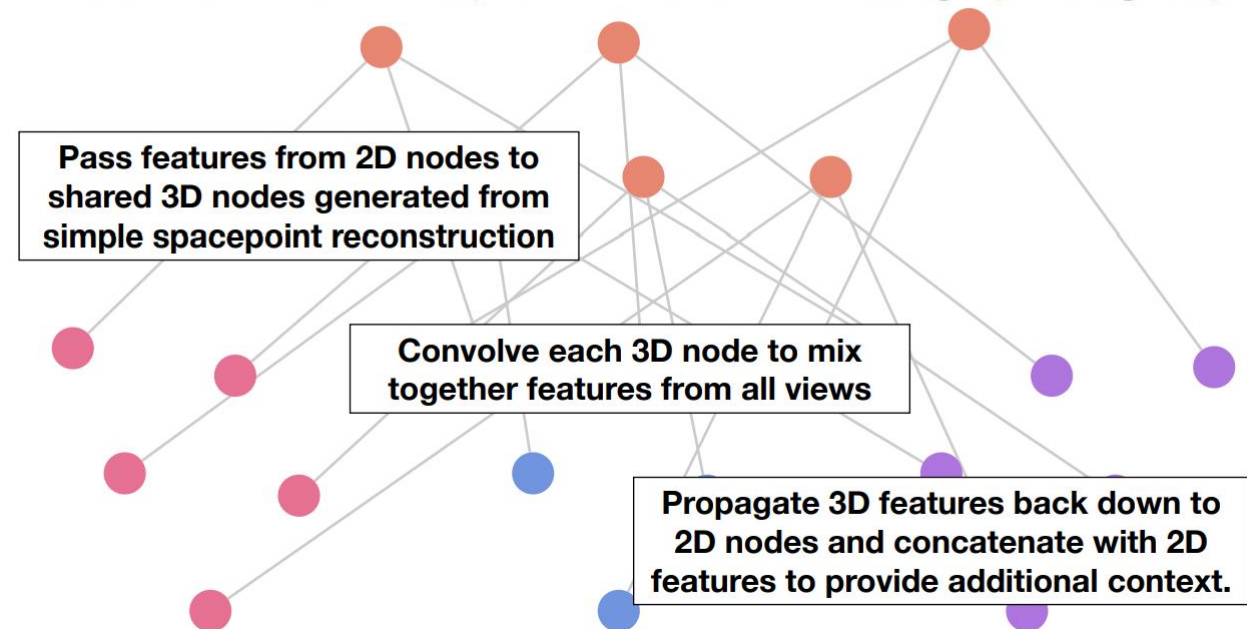 Pass features from 2D nodes to
shared 3D nodes generated from
simple spacepoint reconstruction
Convolve each 3D node to mix
together features from all views
Propagate 3D features back down to
2D nodes and concatenate with 2D
features to provide additional context.